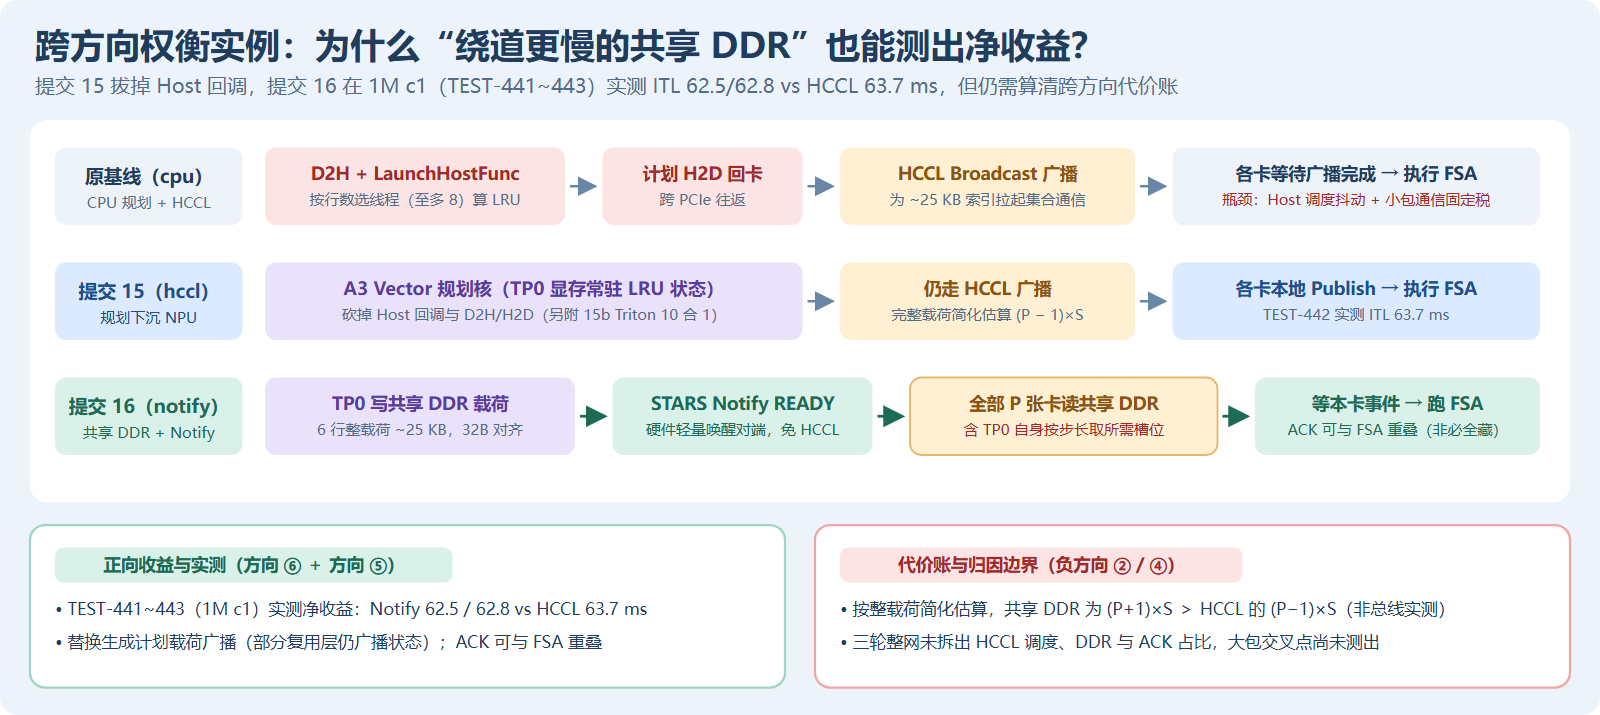 跨方向权衡实例：为什么“绕道更慢的共享 DDR”也能测出净收益？
提交 15 拔掉 Host 回调，提交 16 在 1M c1（TEST-441~443）实测 ITL 62.5/62.8 vs HCCL 63.7 ms，但仍需算清跨方向代价账
原基线（cpu）
CPU 规划 + HCCL
D2H + LaunchHostFunc
按行数选线程（至多 8）算 LRU
计划 H2D 回卡
跨 PCIe 往返
HCCL Broadcast 广播
为 ~25 KB 索引拉起集合通信
各卡等待广播完成 → 执行 FSA
瓶颈：Host 调度抖动 + 小包通信固定税
提交 15（hccl）
规划下沉 NPU
A3 Vector 规划核（TP0 显存常驻 LRU 状态）
砍掉 Host 回调与 D2H/H2D（另附 15b Triton 10 合 1）
仍走 HCCL 广播
完整载荷简化估算 (P − 1)×S
各卡本地 Publish → 执行 FSA
TEST-442 实测 ITL 63.7 ms
提交 16（notify）
共享 DDR + Notify
TP0 写共享 DDR 载荷
6 行整载荷 ~25 KB，32B 对齐
STARS Notify READY
硬件轻量唤醒对端，免 HCCL
全部 P 张卡读共享 DDR
含 TP0 自身按步长取所需槽位
等本卡事件 → 跑 FSA
ACK 可与 FSA 重叠（非必全藏）
正向收益与实测（方向 ⑥ + 方向 ⑤）
• TEST-441~443（1M c1）实测净收益：Notify 62.5 / 62.8 vs HCCL 63.7 ms
• 替换生成计划载荷广播（部分复用层仍广播状态）；ACK 可与 FSA 重叠
代价账与归因边界（负方向 ② / ④）
• 按整载荷简化估算，共享 DDR 为 (P+1)×S > HCCL 的 (P−1)×S（非总线实测）
• 三轮整网未拆出 HCCL 调度、DDR 与 ACK 占比，大包交叉点尚未测出